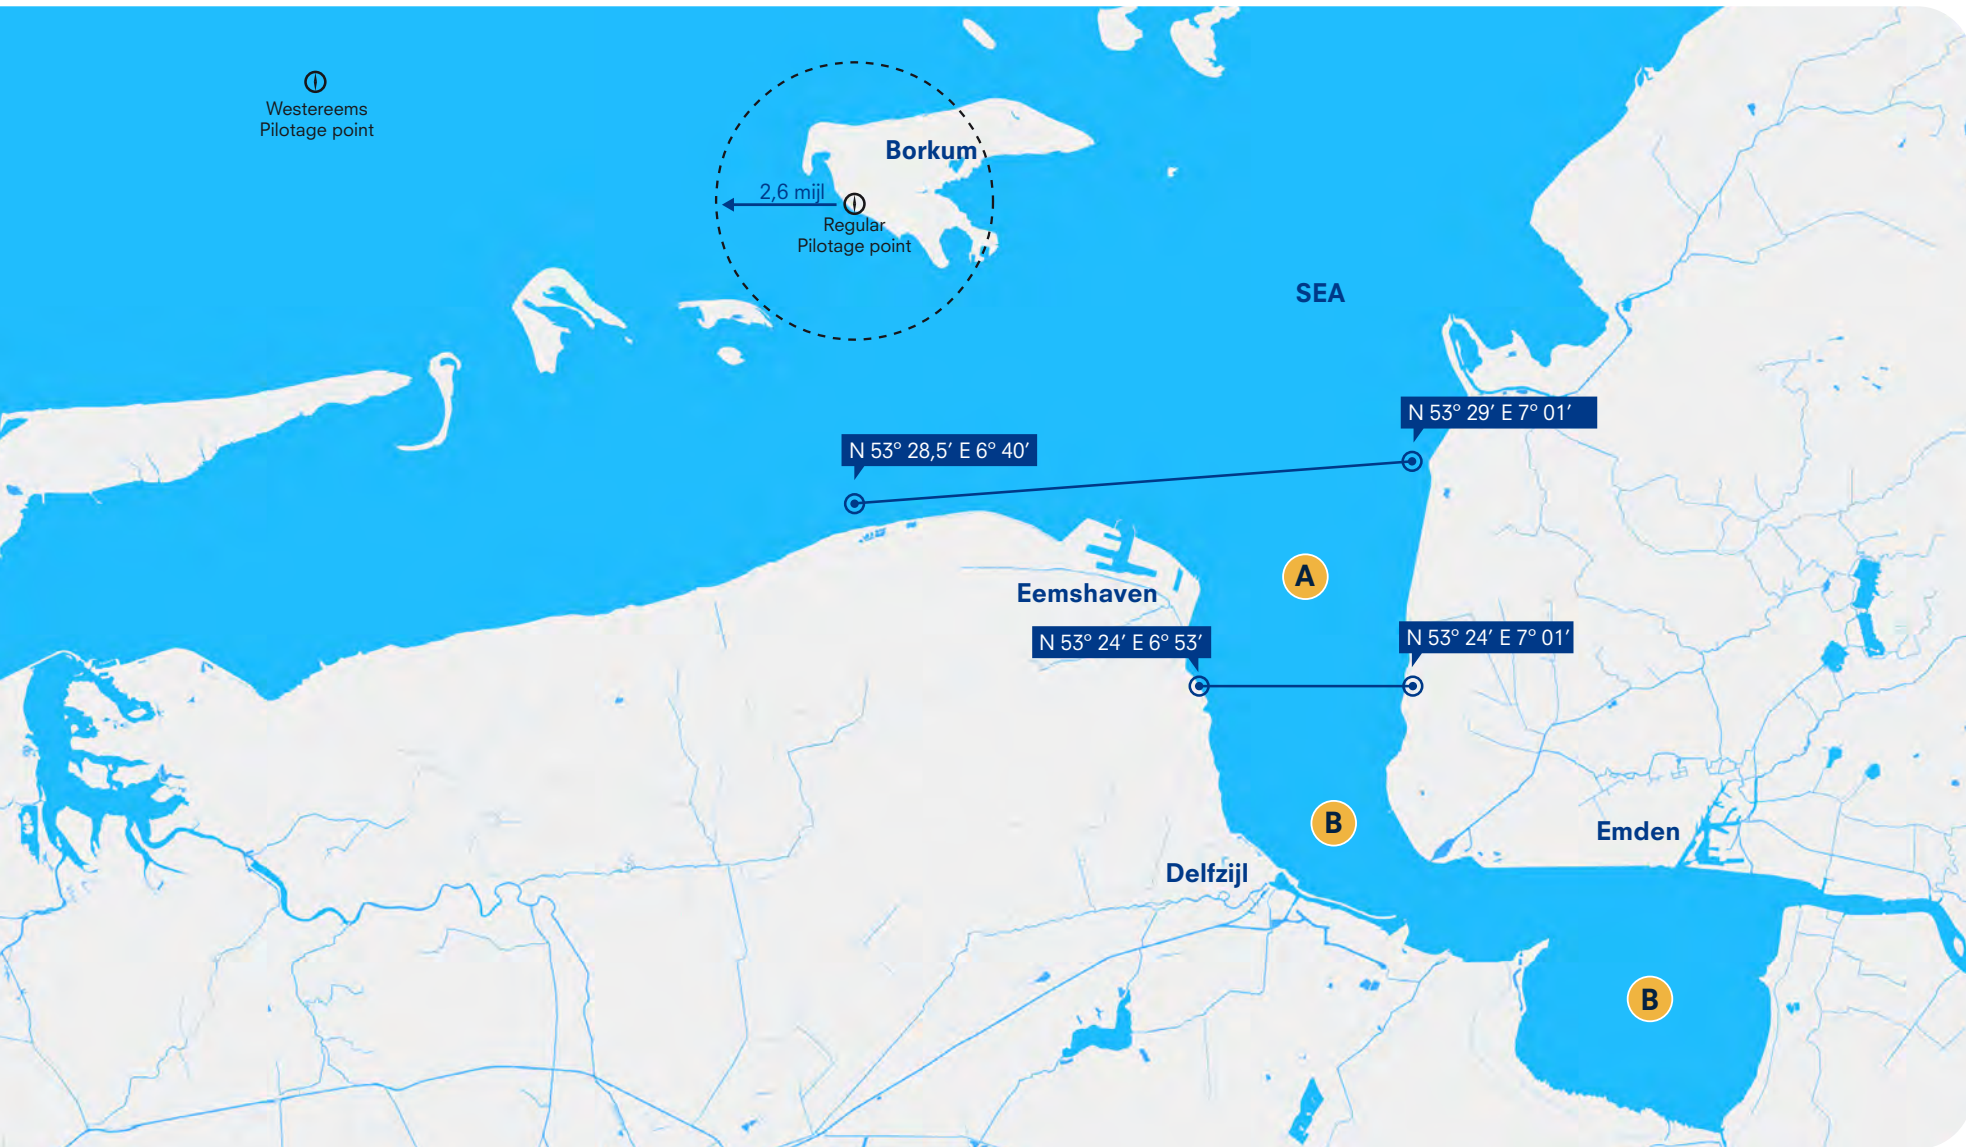 Westereems
Pilotage point
Borkum
2,6 mijl
Regular
Pilotage point
SEA
N 53° 29’ E 7° 01’
N 53° 28,5’ E 6° 40’
A
Eemshaven
N 53° 24’ E 6° 53’
N 53° 24’ E 7° 01’
B
Emden
Delfzijl
B